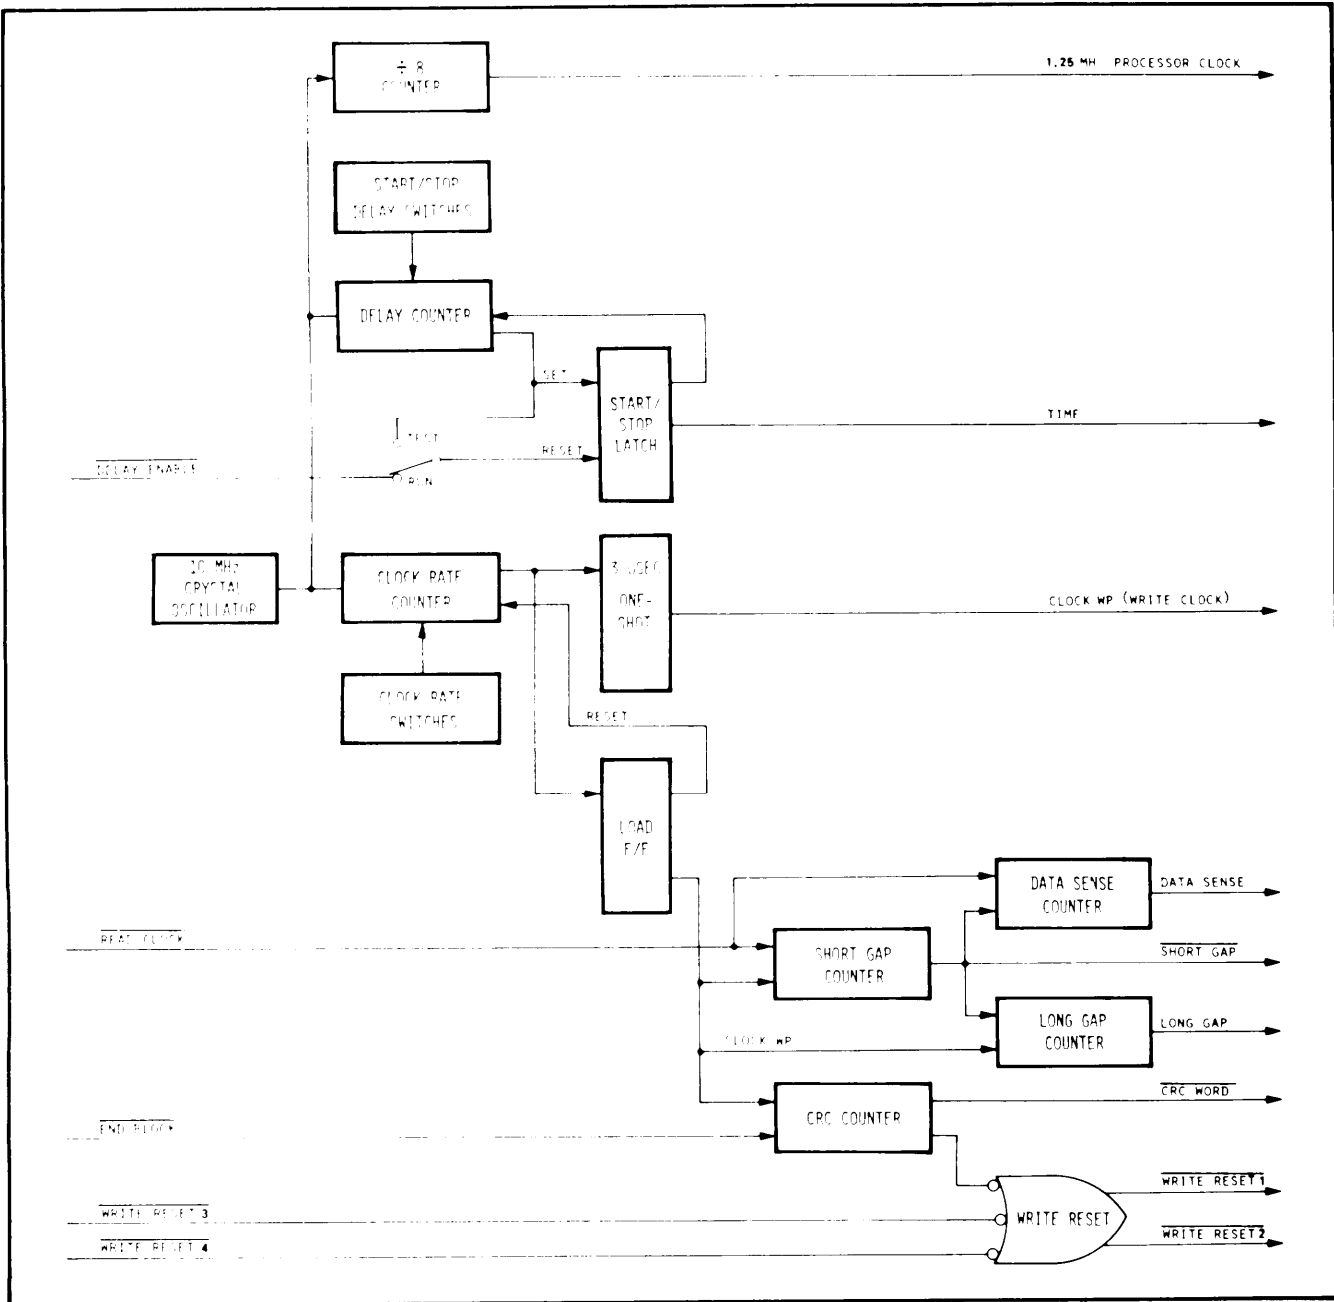 ÷ 8
COUNTER
1.25 MH PROCESSOR CLOCK
START/STOP
DELAY SWITCHES
DELAY COUNTER
SET
START/
STOP
LATCH
TIME
TEST
RESET
DELAY ENABLE
RUN
10 MHz
CRYSTAL
OSCILLATOR
CLOCK RATE
COUNTER
3 USEC
ONE-
SHOT
CLOCK WP (WRITE CLOCK)
CLOCK RATE
SWITCHES
RESET
LOAD
F/F
DATA SENSE
COUNTER
DATA SENSE
READ CLOCK
SHORT GAP
COUNTER
SHORT GAP
LONG GAP
COUNTER
LONG GAP
CLOCK WP
CRC COUNTER
CRC WORD
END BLOCK
WRITE RESET
WRITE RESET 1
WRITE RESET 3
WRITE RESET 2
WRITE RESET 4